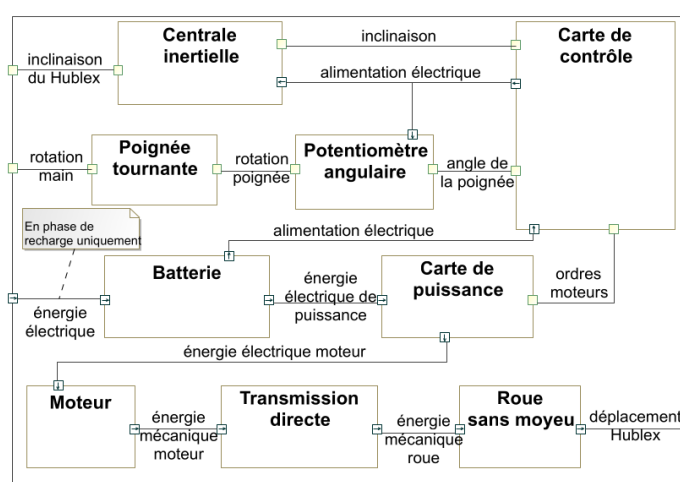 Centrale
inertielle
inclinaison
Carte de
contrôle
inclinaison
du Hublex
alimentation électrique
rotation
main
Poignée
tournante
rotation
poignée
Potentiomètre
angulaire
angle de
la poignée
En phase de
recharge uniquement
alimentation électrique
énergie
électrique
Batterie
énergie
électrique de
puissance
Carte de
puissance
ordres
moteurs
énergie électrique moteur
Moteur
énergie
mécanique
moteur
Transmission
directe
énergie
mécanique
roue
Roue
sans moyeu
déplacement
Hublex